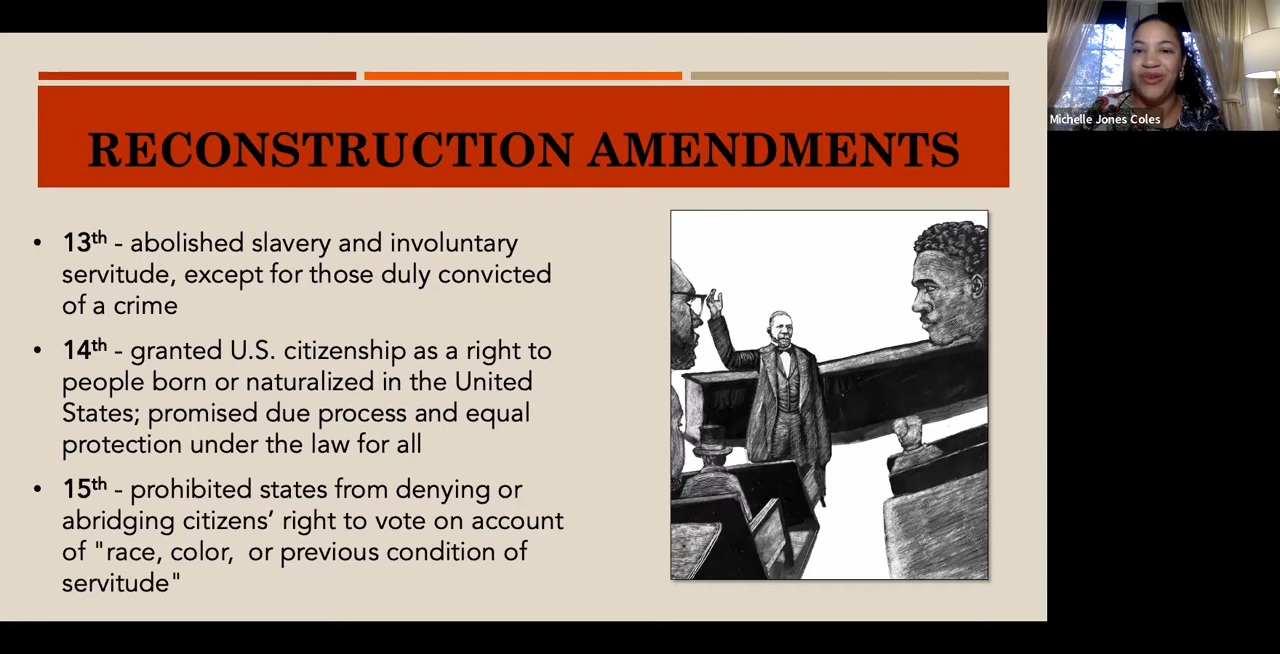 RECONSTRUCTION AMENDMENTS
• 13th - abolished slavery and involuntary
servitude, except for those duly convicted
of a crime
• 14th - granted U.S. citizenship as a right to
people born or naturalized in the United
States; promised due process and equal
protection under the law for all
• 15th - prohibited states from denying or
abridging citizens’ right to vote on account
of "race, color,  or previous condition of
servitude"
Michelle Jones Coles